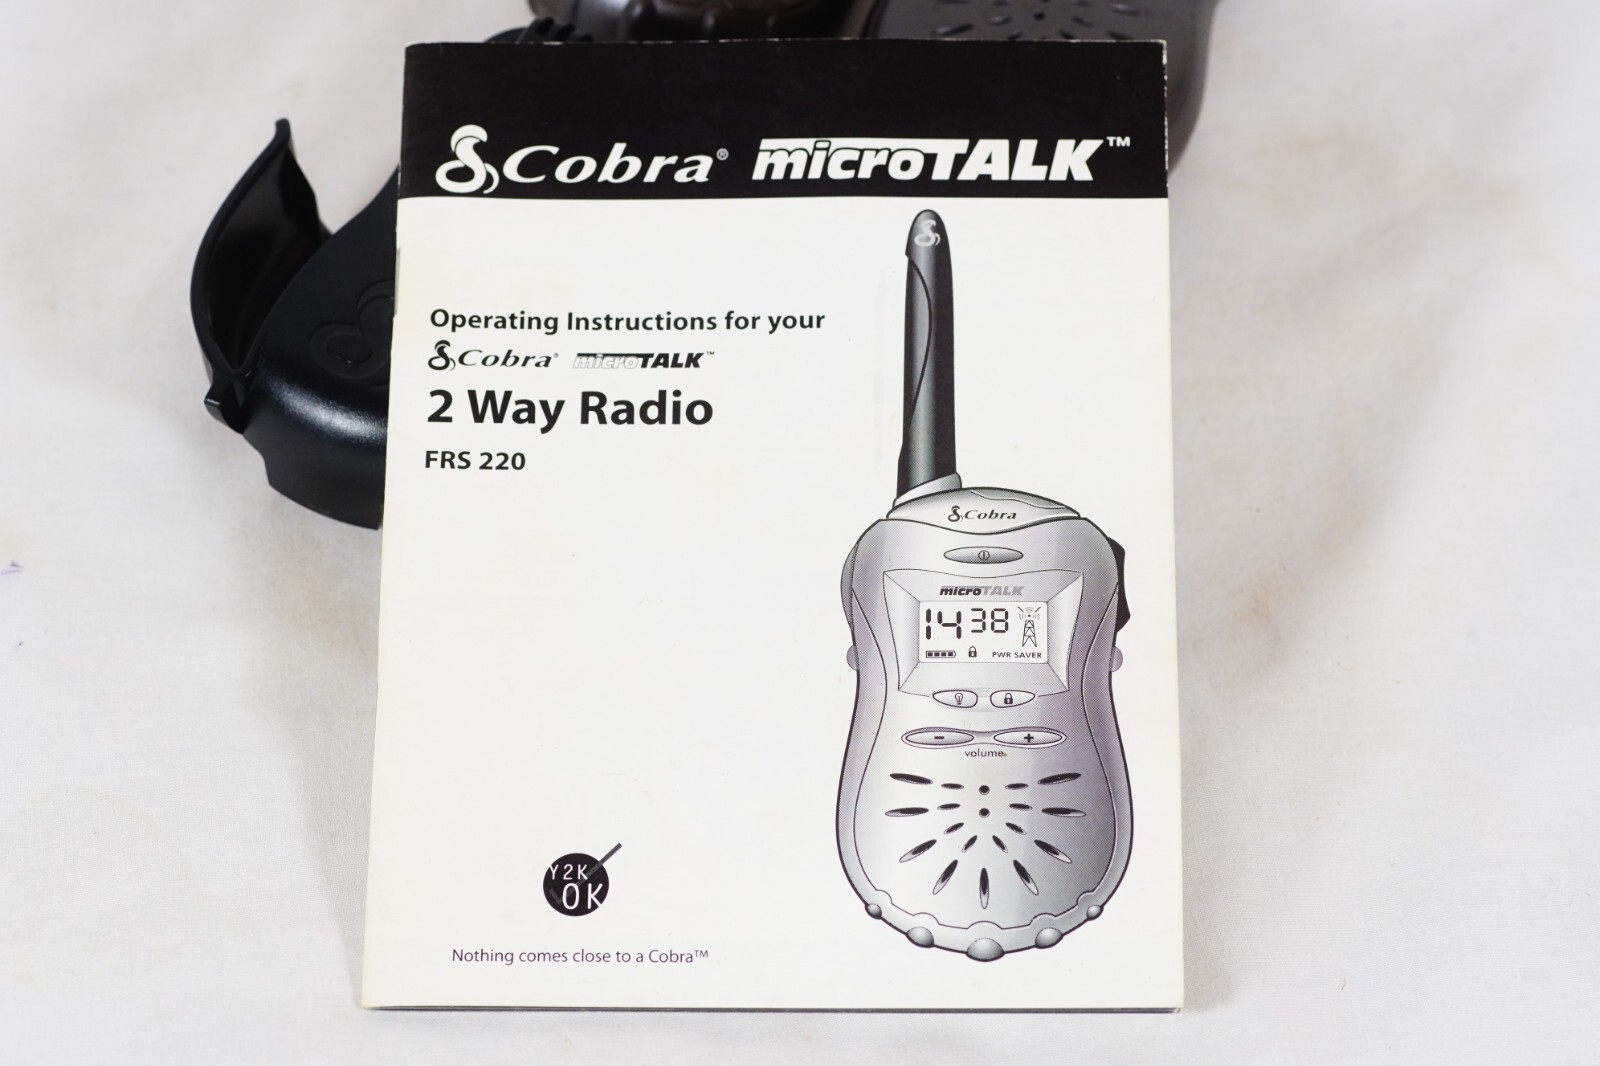 Cobra® microTALK™
Operating Instructions for your
Cobra® microTALK™
2 Way Radio
FRS 220
Cobra
microTALK
14 38
PWR SAVER
- +
volume
Y2K
OK
Nothing comes close to a Cobra™